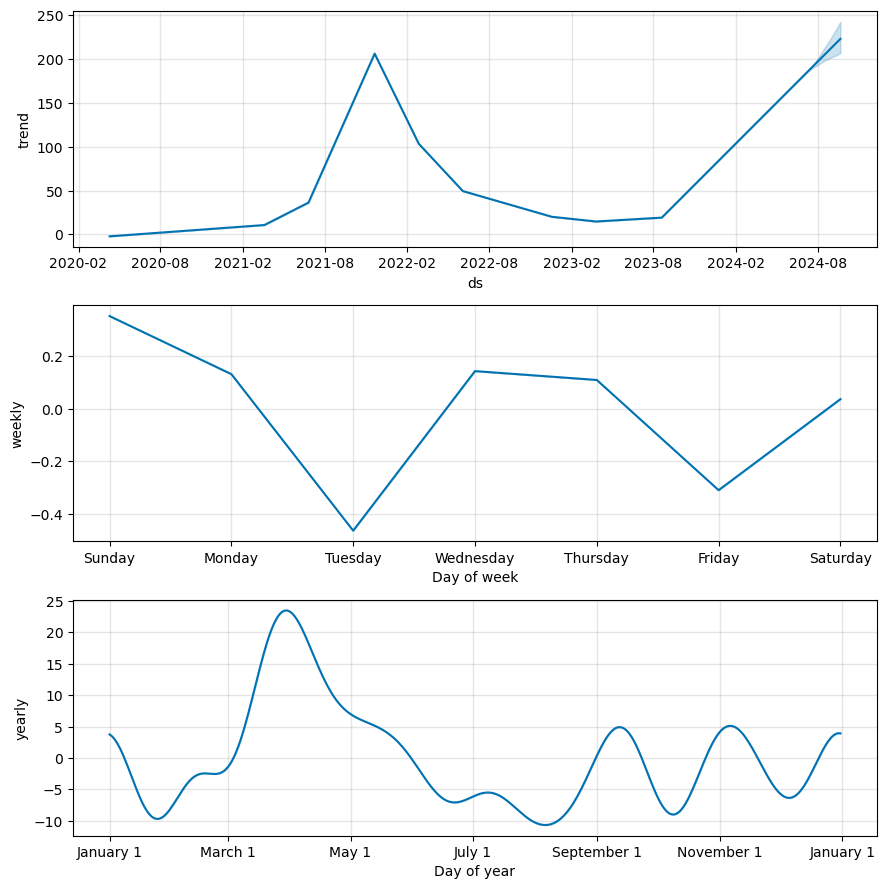 250
200
150
100
50
0
trend
2020-02 2020-08 2021-02 2021-08 2022-02 2022-08 2023-02 2023-08 2024-02 2024-08
ds
0.2
0.0
−0.2
−0.4
weekly
Sunday Monday Tuesday Wednesday Thursday Friday Saturday
Day of week
25
20
15
10
5
0
−5
−10
yearly
January 1 March 1 May 1 July 1 September 1 November 1 January 1
Day of year